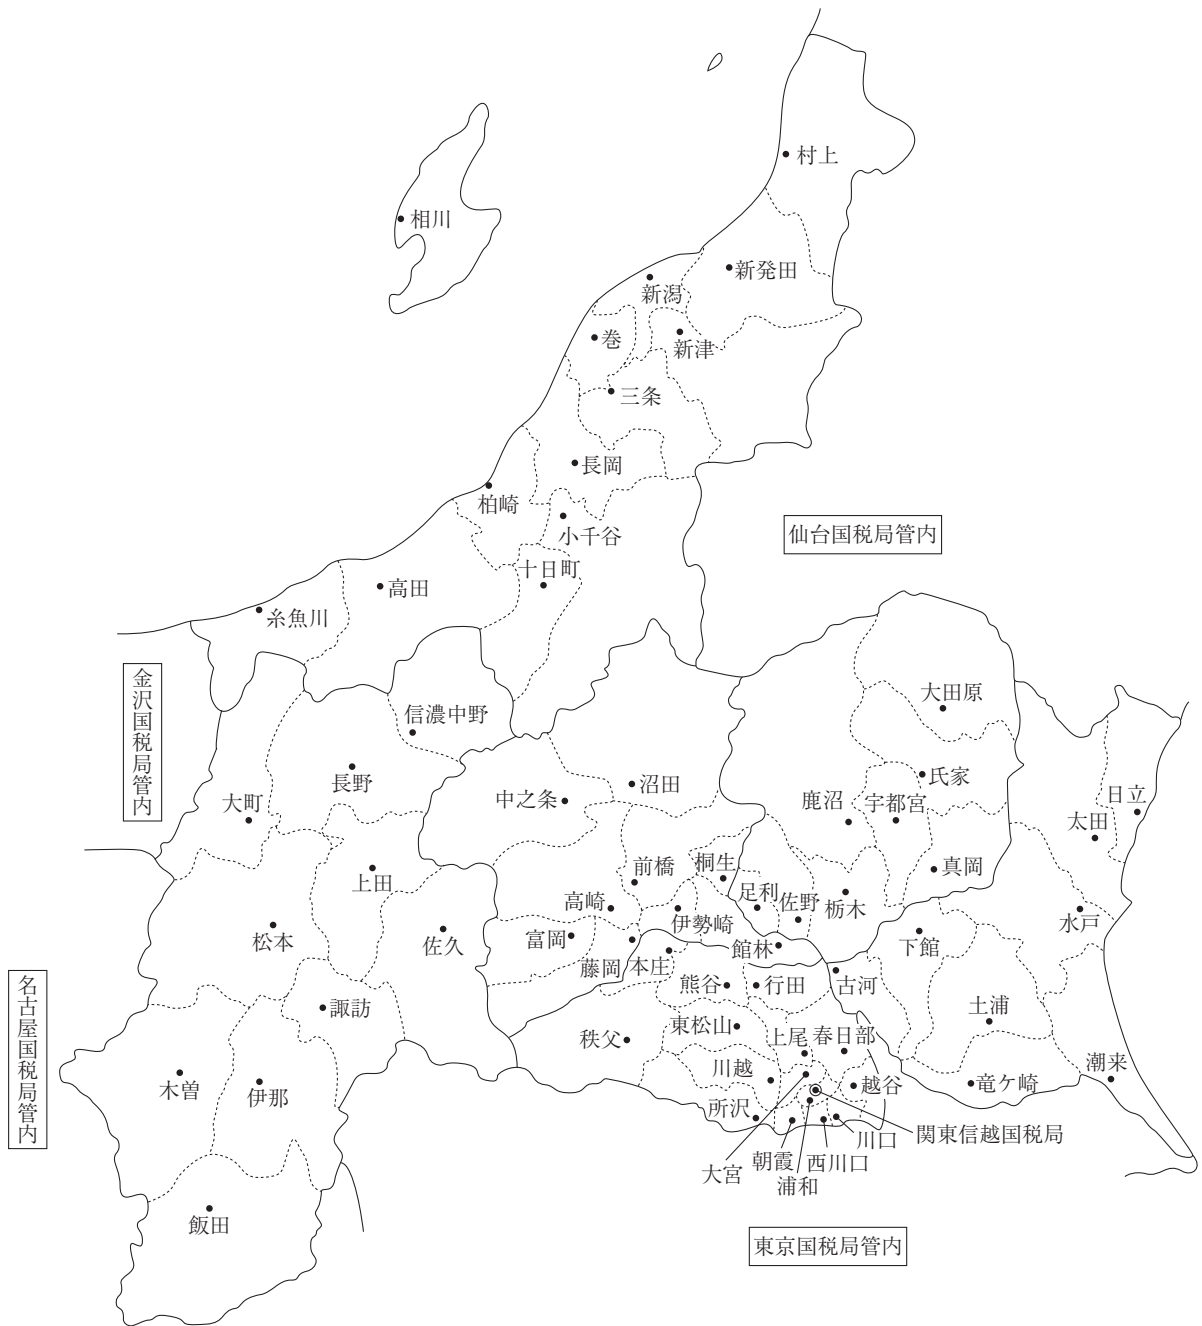 村上
相川
新発田
新潟
巻
新津
三条
長岡
柏崎
小千谷
仙台国税局管内
十日町
高田
糸魚川
金沢国税局管内
信濃中野
大田原
長野
中之条
沼田
氏家
大町
鹿沼
宇都宮
日立
太田
上田
前橋
桐生
真岡
足利
佐野
栃木
高崎
伊勢崎
水戸
松本
佐久
富岡
藤岡
本庄
館林
下館
名古屋国税局管内
諏訪
熊谷
行田
古河
土浦
秩父
東松山
上尾
春日部
木曽
伊那
川越
越谷
竜ケ崎
潮来
所沢
関東信越国税局
川口
大宮
朝霞
西川口
浦和
飯田
東京国税局管内